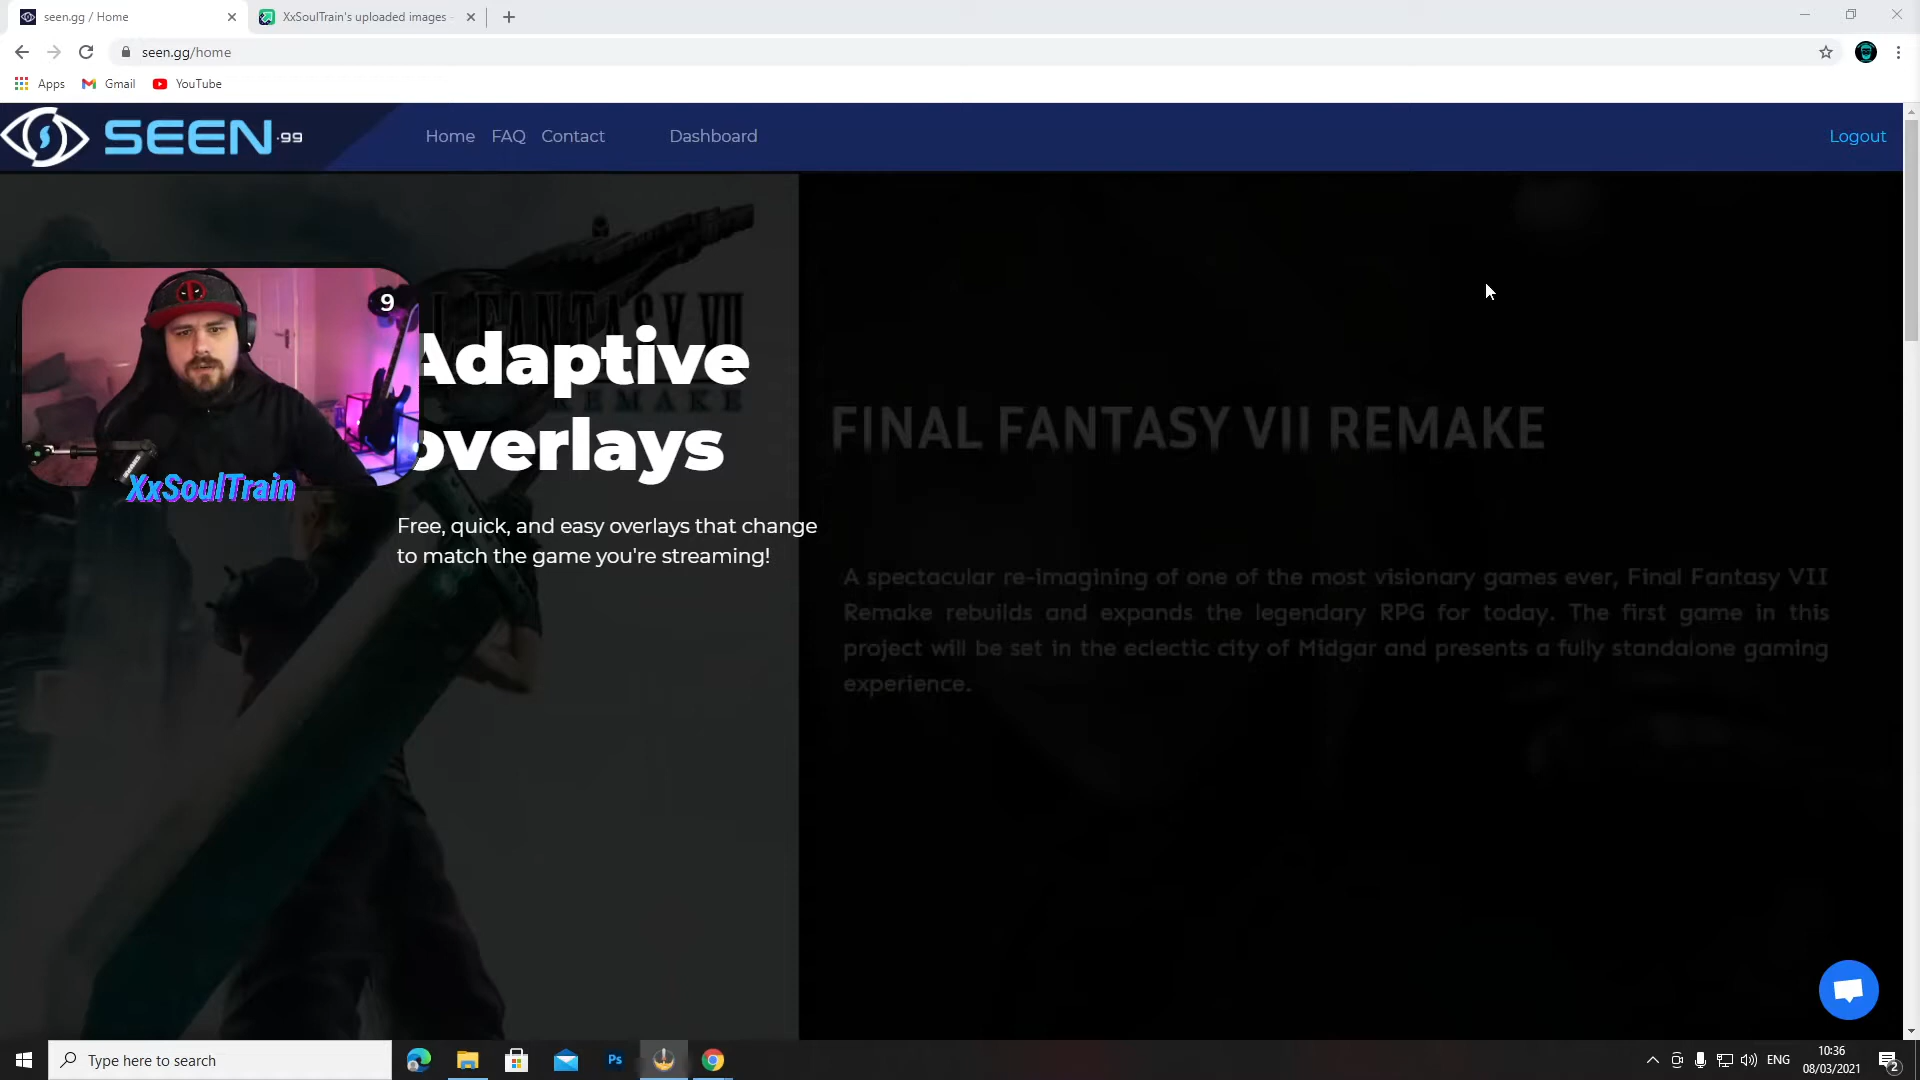 seen.gg / Home
XxSoulTrain's uploaded images -
seen.gg/home
Apps
Gmail
YouTube
SEEN.gg
Home
FAQ
Contact
Dashboard
Logout
9
XxSoulTrain
Adaptive
overlays
Free, quick, and easy overlays that change
to match the game you're streaming!
REMAKE
FINAL FANTASY VII REMAKE
A spectacular re-imagining of one of the most visionary games ever, Final Fantasy VII
Remake rebuilds and expands the legendary RPG for today. The first game in this
project will be set in the eclectic city of Midgar and presents a fully standalone gaming
experience.
Type here to search
Ps
ENG
10:36
08/03/2021
2